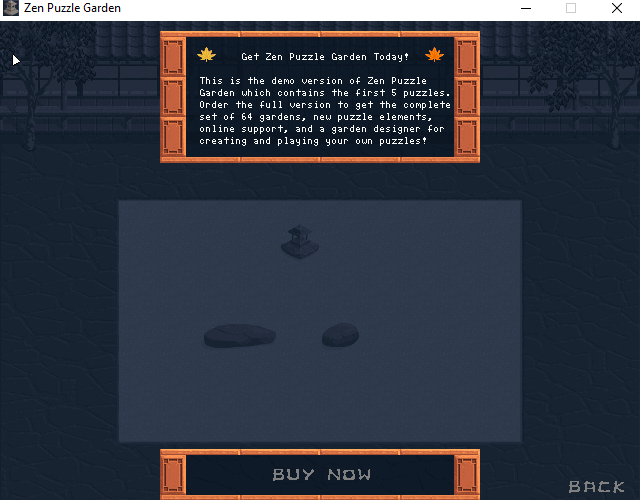 Zen Puzzle Garden
Get Zen Puzzle Garden Today!
This is the demo version of Zen Puzzle
Garden which contains the first 5 puzzles.
Order the full version to get the complete
set of 64 gardens, new puzzle elements,
online support, and a garden designer for
creating and playing your own puzzles!
BUY NOW
BACK